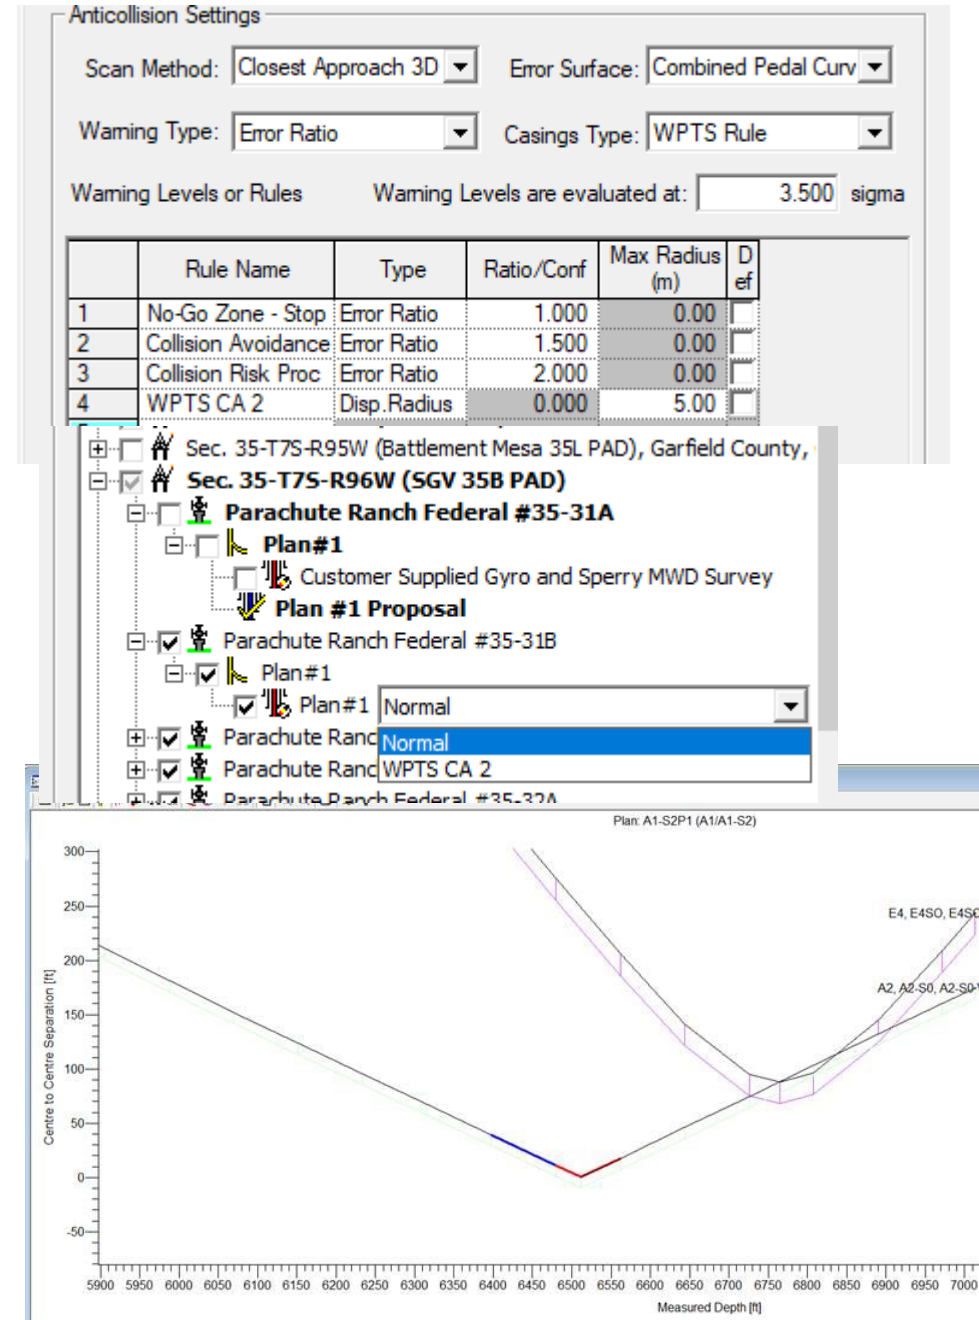 Anticollision Settings
Scan Method: Closest Approach 3D Error Surface: Combined Pedal Curv
Warning Type: Error Ratio Casings Type: WPTS Rule
Warning Levels or Rules Warning Levels are evaluated at: 3.500 sigma
Rule Name Type Ratio/Conf Max Radius (m) D ef
1 No-Go Zone - Stop Error Ratio 1.000 0.00
2 Collision Avoidance Error Ratio 1.500 0.00
3 Collision Risk Proc Error Ratio 2.000 0.00
4 WPTS CA 2 Disp.Radius 0.000 5.00
Sec. 35-T7S-R95W (Battlement Mesa 35L PAD), Garfield County,
Sec. 35-T7S-R96W (SGV 35B PAD)
Parachute Ranch Federal #35-31A
Plan#1
Customer Supplied Gyro and Sperry MWD Survey
Plan #1 Proposal
Parachute Ranch Federal #35-31B
Plan#1
Plan#1 Normal
Parachute Ranc Normal
Parachute Ranc WPTS CA 2
Parachute Ranch Federal #35-32A
Plan: A1-S2P1 (A1/A1-S2)
300
250
E4, E4SO, E4SO
200
A2, A2-S0, A2-S0
150
100
50
0
-50
Centre to Centre Separation [ft]
5900 5950 6000 6050 6100 6150 6200 6250 6300 6350 6400 6450 6500 6550 6600 6650 6700 6750 6800 6850 6900 6950 7000
Measured Depth [ft]